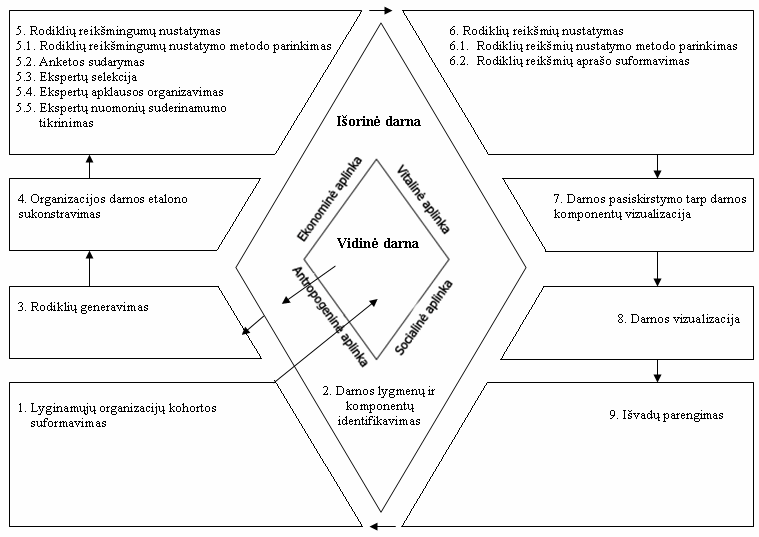 5. Rodiklių reikšmingumų nustatymas
5.1. Rodiklių reikšmingumų nustatymo metodo parinkimas
5.2. Anketos sudarymas
5.3. Ekspertų selekcija
5.4. Ekspertų apklausos organizavimas
5.5. Ekspertų nuomonių suderinamumo
tikrinimas
6. Rodiklių reikšmių nustatymas
6.1. Rodiklių reikšmių nustatymo metodo parinkimas
6.2. Rodiklių reikšmių aprašo suformavimas
Išorinė darna
Ekonominė aplinka
Vitalinė aplinka
Vidinė darna
Antropogeninė aplinka
Socialinė aplinka
4. Organizacijos darnos etalono
sukonstravimas
7. Darnos pasiskirstymo tarp darnos
komponentų vizualizacija
3. Rodiklių generavimas
8. Darnos vizualizacija
2. Darnos lygmenų ir
komponentų
identifikavimas
1. Lyginamųjų organizacijų kohortos
suformavimas
9. Išvadų parengimas